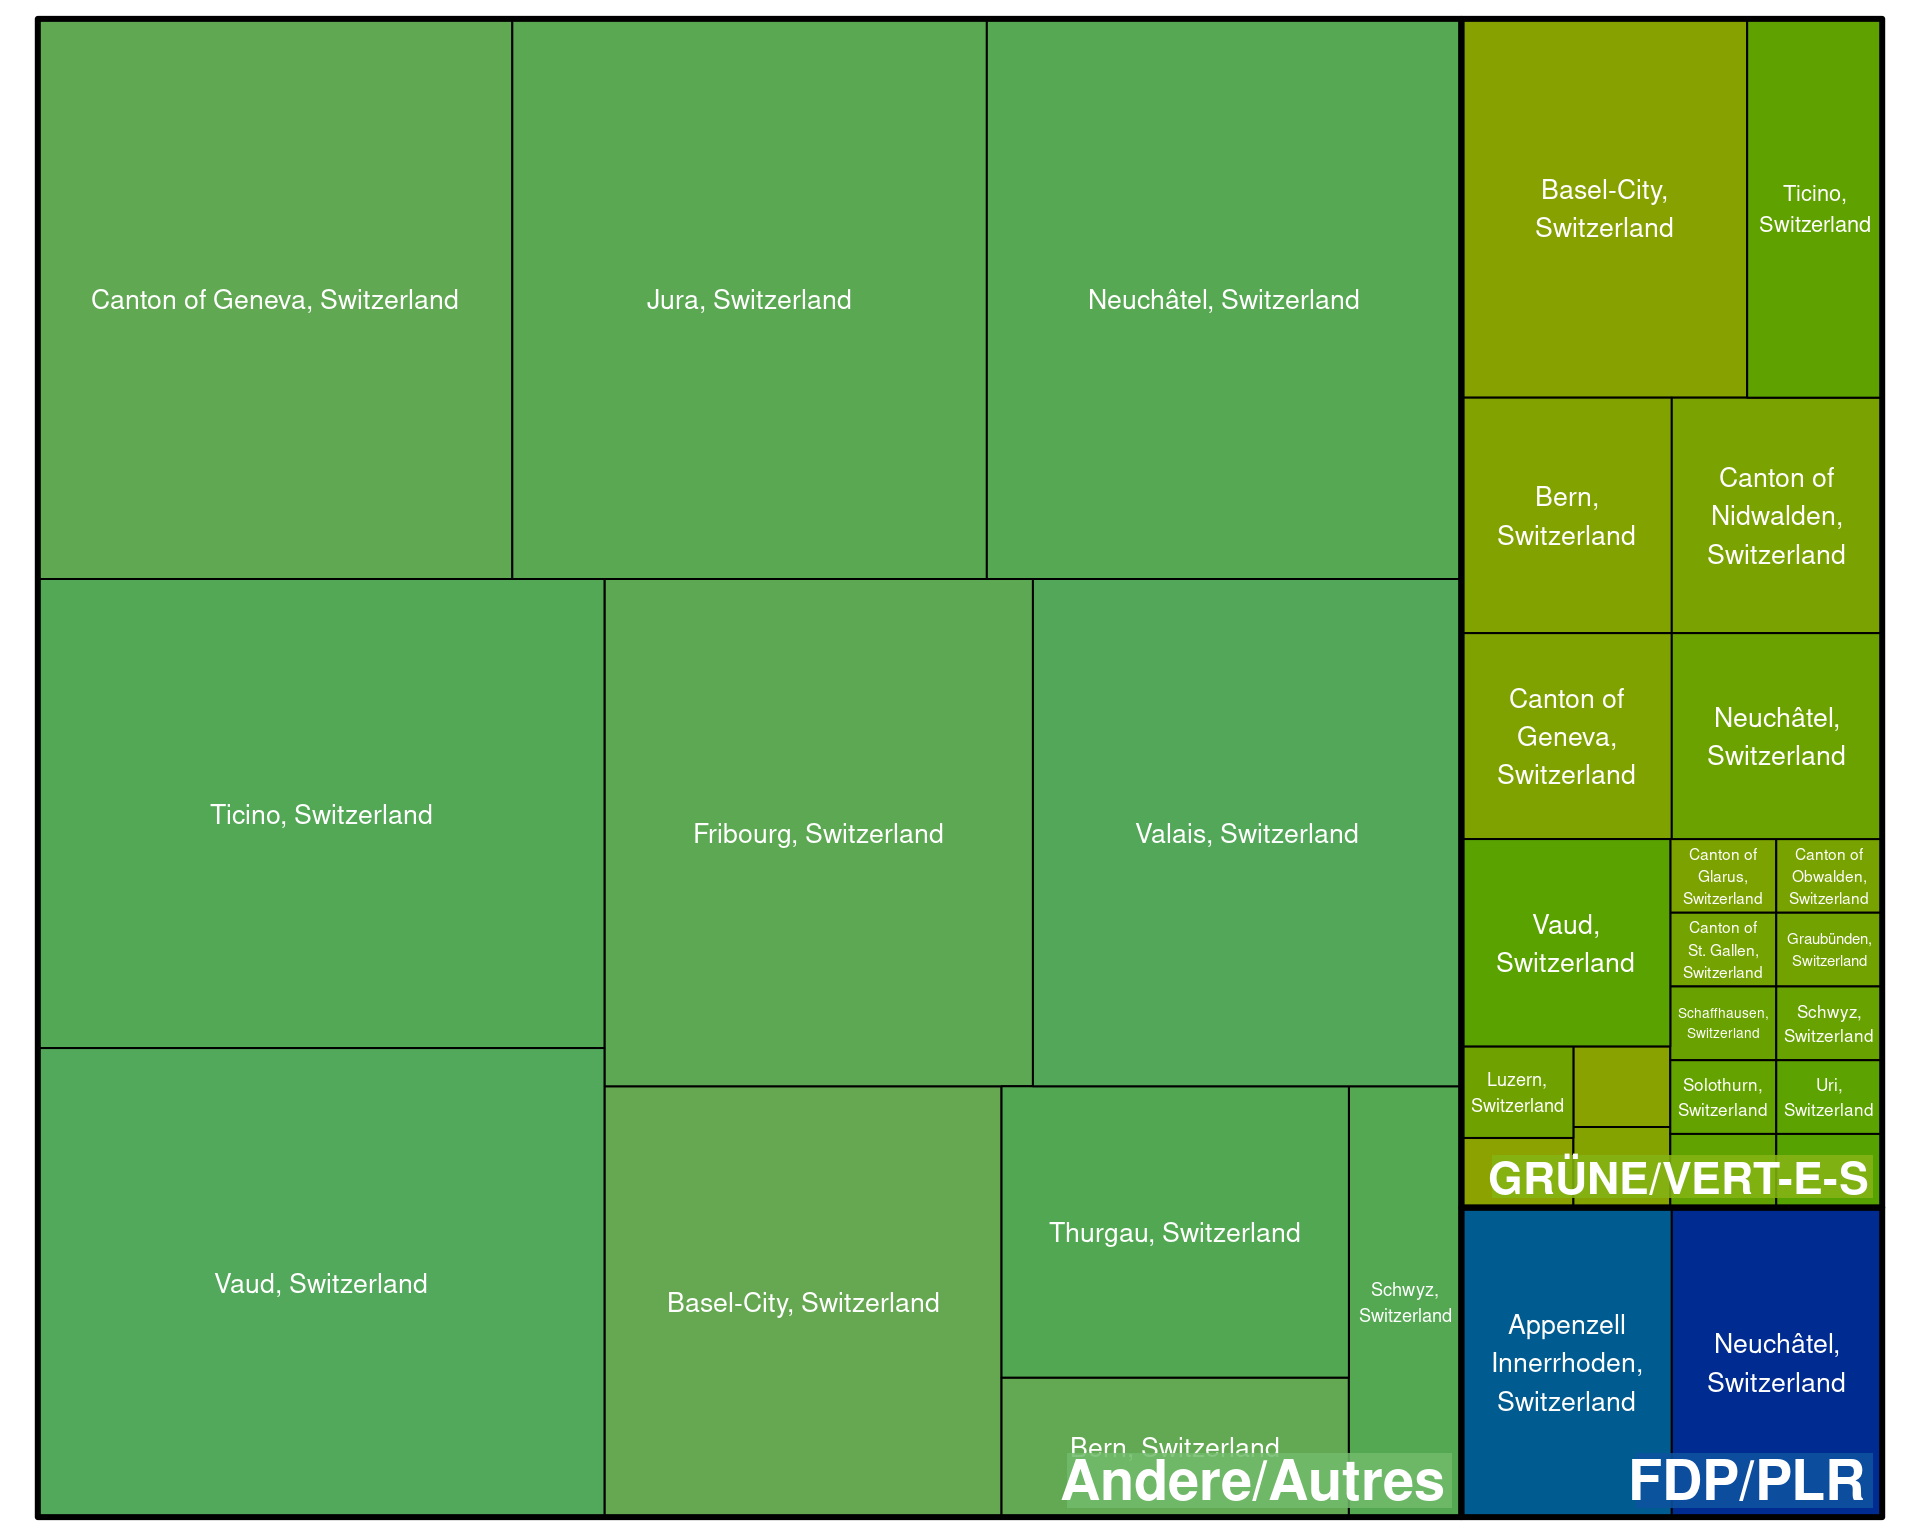 Canton of Geneva, Switzerland
Jura, Switzerland
Neuchâtel, Switzerland
Ticino, Switzerland
Fribourg, Switzerland
Valais, Switzerland
Vaud, Switzerland
Basel-City, Switzerland
Thurgau, Switzerland
Schwyz,
Switzerland
Bern, Switzerland
Andere/Autres
Basel-City,
Switzerland
Ticino,
Switzerland
Bern,
Switzerland
Canton of
Nidwalden,
Switzerland
Canton of
Geneva,
Switzerland
Neuchâtel,
Switzerland
Vaud,
Switzerland
Canton of
Glarus,
Switzerland
Canton of
Obwalden,
Switzerland
Canton of
St. Gallen,
Switzerland
Graubünden,
Switzerland
Schaffhausen,
Switzerland
Schwyz,
Switzerland
Luzern,
Switzerland
Solothurn,
Switzerland
Uri,
Switzerland
GRÜNE/VERT-E-S
Appenzell
Innerrhoden,
Switzerland
Neuchâtel,
Switzerland
FDP/PLR